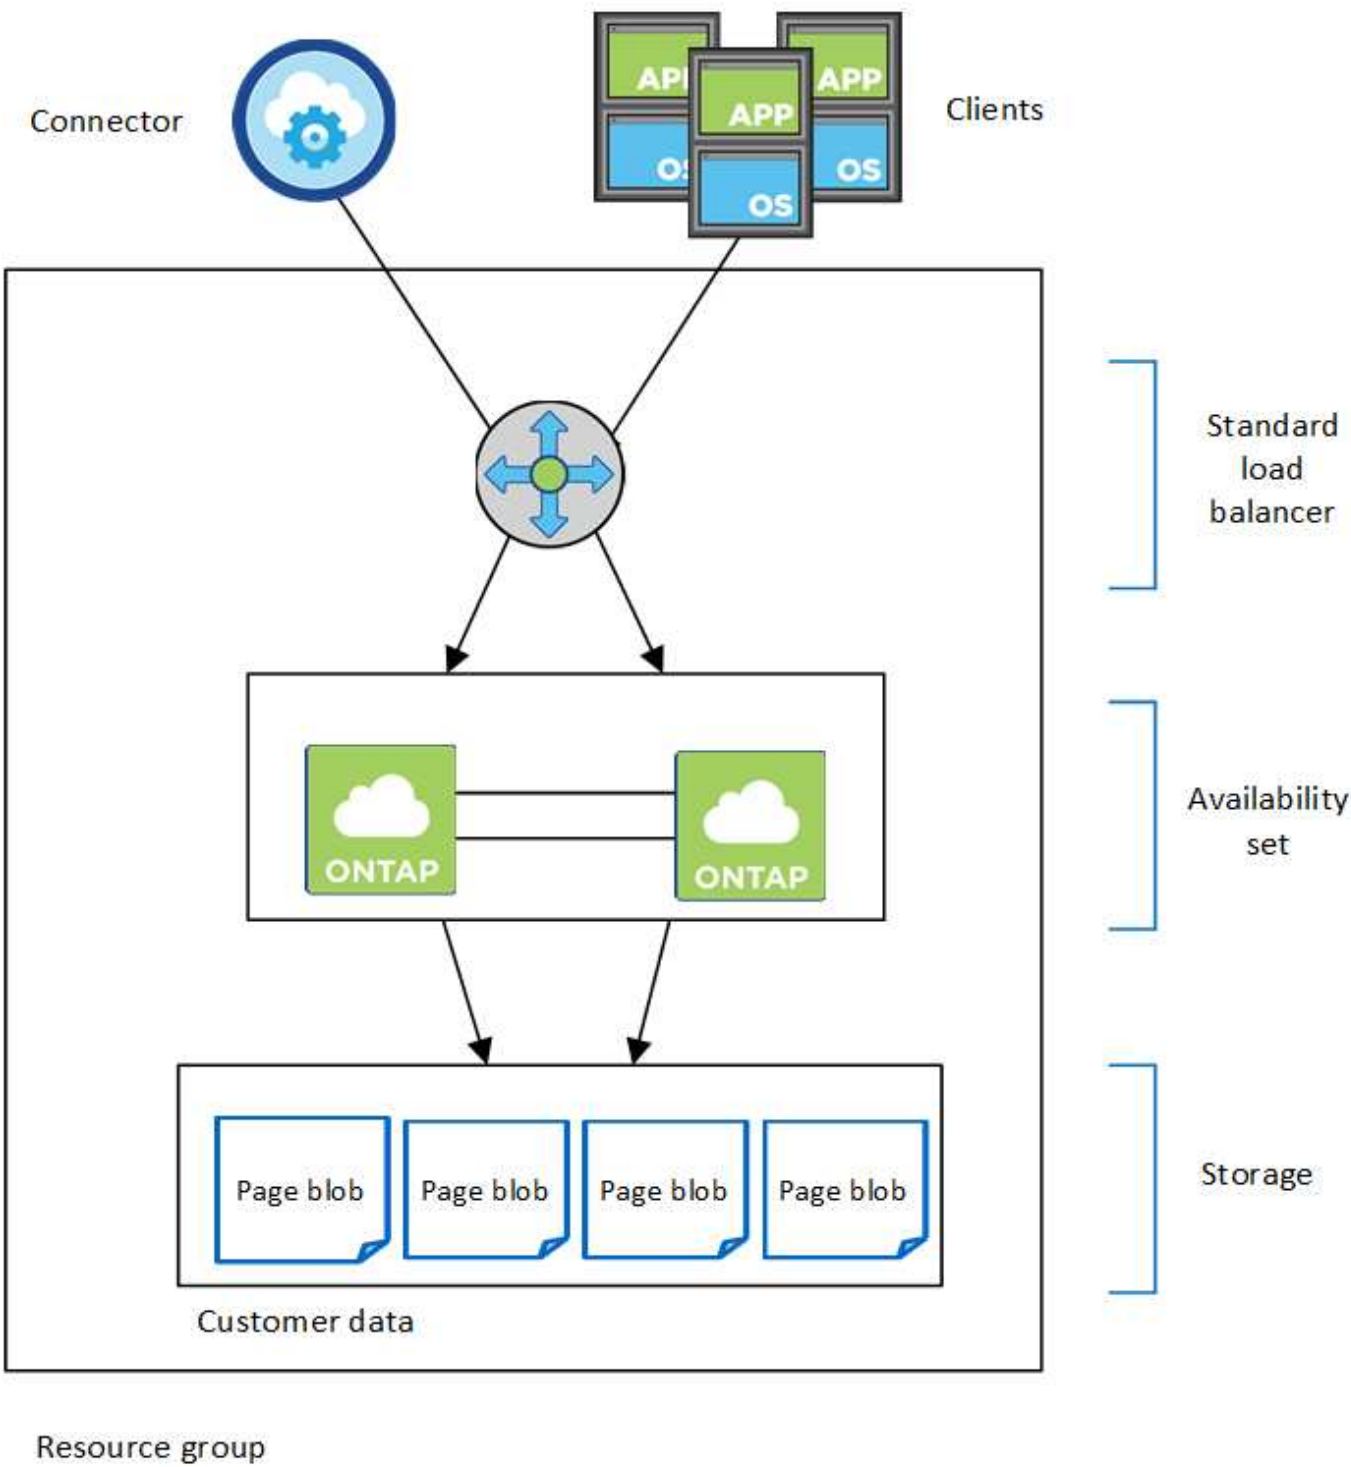 Connector
APP
APP
APP
OS
OS
OS
Clients
Standard
load
balancer
ONTAP
ONTAP
Availability
set
Page blob
Page blob
Page blob
Page blob
Storage
Customer data
Resource group